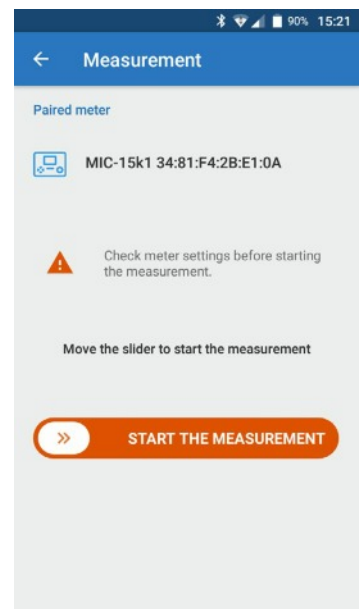 90% 15:21
Measurement
Paired meter
MIC-15k1 34:81:F4:2B:E1:0A
Check meter settings before starting
the measurement.
Move the slider to start the measurement
START THE MEASUREMENT